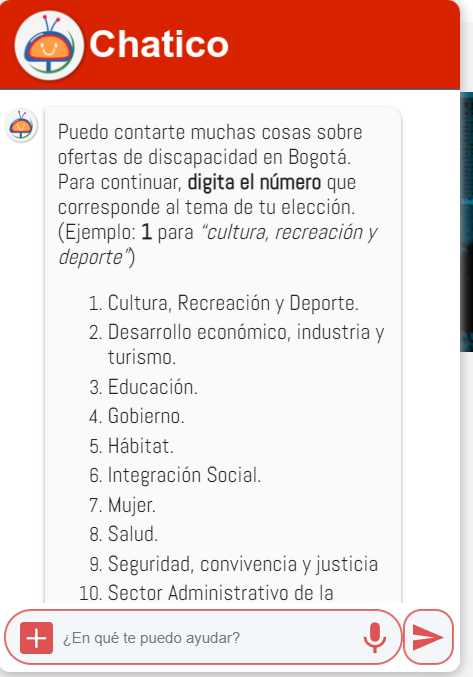 Chatico
Puedo contarte muchas cosas sobre
ofertas de discapacidad en Bogotá.
Para continuar, digita el número que
corresponde al tema de tu elección.
(Ejemplo: 1 para “cultura, recreación y
deporte”)
1. Cultura, Recreación y Deporte.
2. Desarrollo económico, industria y
turismo.
3. Educación.
4. Gobierno.
5. Hábitat.
6. Integración Social.
7. Mujer.
8. Salud.
9. Seguridad, convivencia y justicia
10. Sector Administrativo de la
¿En qué te puedo ayudar?